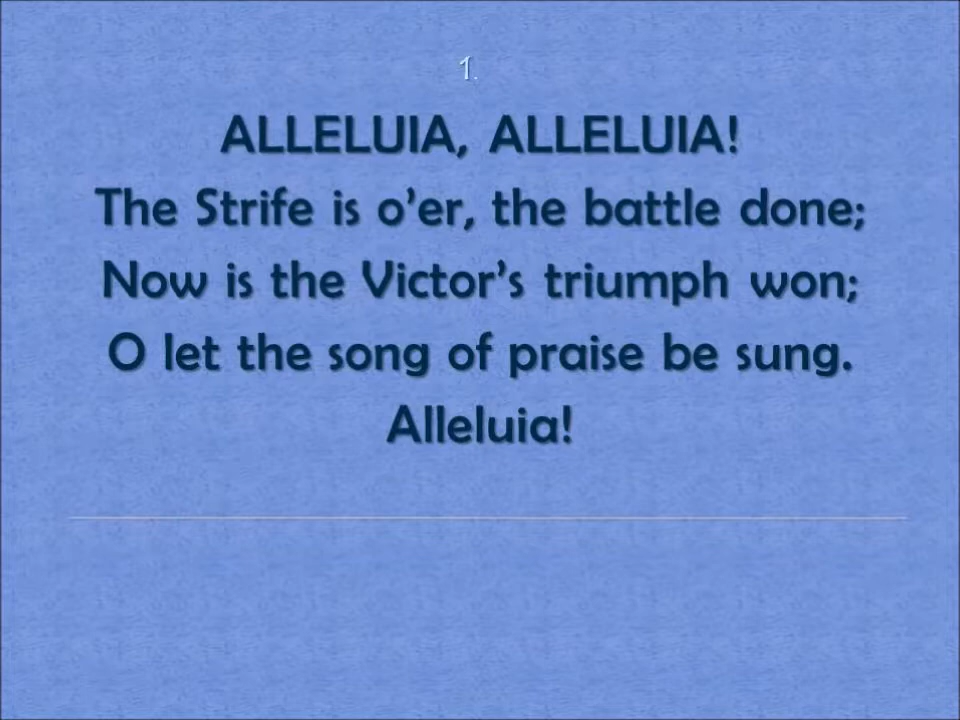 1.
ALLELUIA, ALLELUIA!
The Strife is o’er, the battle done;
Now is the Victor’s triumph won;
O let the song of praise be sung.
Alleluia!